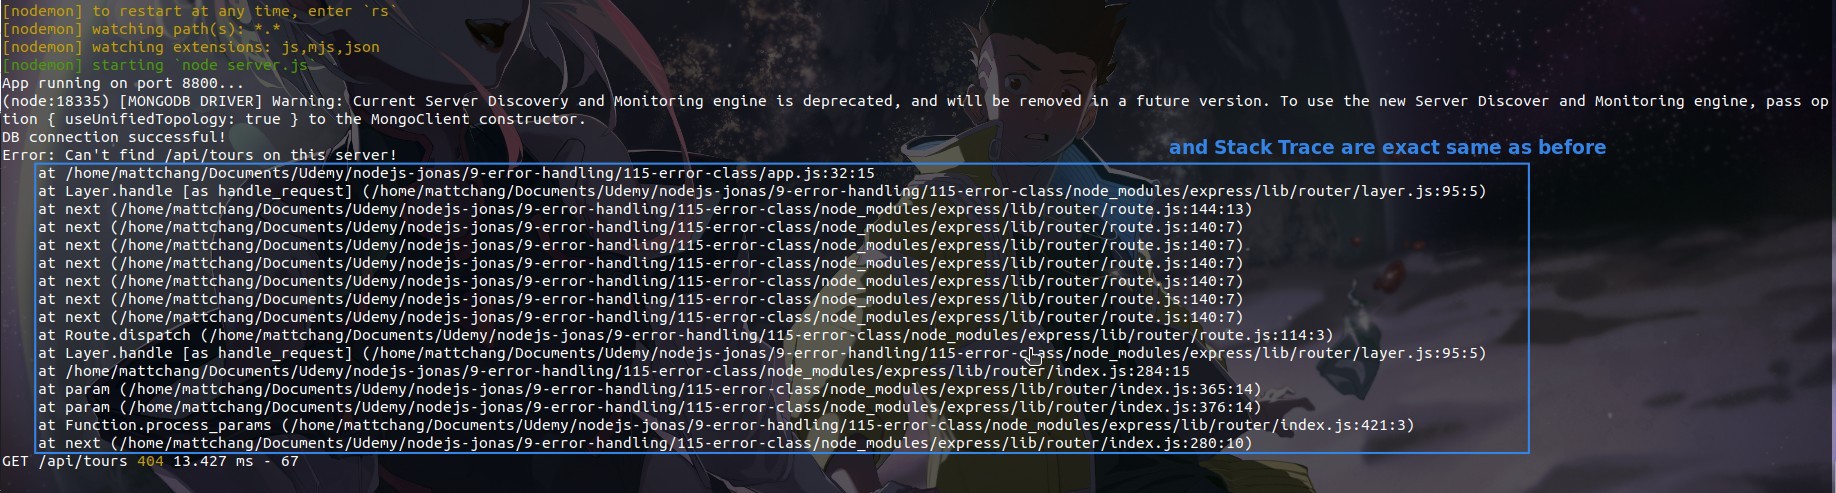 [nodemon] to restart at any time, enter `rs`
[nodemon] watching path(s): *.*
[nodemon] watching extensions: js,mjs,json
[nodemon] starting `node server.js`
App running on port 8800...
(node:18335) [MONGODB DRIVER] Warning: Current Server Discovery and Monitoring engine is deprecated, and will be removed in a future version. To use the new Server Discover and Monitoring engine, pass op
tion { useUnifiedTopology: true } to the MongoClient constructor.
DB connection successful!
and Stack Trace are exact same as before
Error: Can't find /api/tours on this server!
at /home/mattchang/Documents/Udemy/nodejs-jonas/9-error-handling/115-error-class/app.js:32:15
at Layer.handle [as handle_request] (/home/mattchang/Documents/Udemy/nodejs-jonas/9-error-handling/115-error-class/node_modules/express/lib/router/layer.js:95:5)
at next (/home/mattchang/Documents/Udemy/nodejs-jonas/9-error-handling/115-error-class/node_modules/express/lib/router/route.js:144:13)
at next (/home/mattchang/Documents/Udemy/nodejs-jonas/9-error-handling/115-error-class/node_modules/express/lib/router/route.js:140:7)
at next (/home/mattchang/Documents/Udemy/nodejs-jonas/9-error-handling/115-error-class/node_modules/express/lib/router/route.js:140:7)
at next (/home/mattchang/Documents/Udemy/nodejs-jonas/9-error-handling/115-error-class/node_modules/express/lib/router/route.js:140:7)
at next (/home/mattchang/Documents/Udemy/nodejs-jonas/9-error-handling/115-error-class/node_modules/express/lib/router/route.js:140:7)
at next (/home/mattchang/Documents/Udemy/nodejs-jonas/9-error-handling/115-error-class/node_modules/express/lib/router/route.js:140:7)
at next (/home/mattchang/Documents/Udemy/nodejs-jonas/9-error-handling/115-error-class/node_modules/express/lib/router/route.js:140:7)
at Route.dispatch (/home/mattchang/Documents/Udemy/nodejs-jonas/9-error-handling/115-error-class/node_modules/express/lib/router/route.js:114:3)
at Layer.handle [as handle_request] (/home/mattchang/Documents/Udemy/nodejs-jonas/9-error-handling/115-error-class/node_modules/express/lib/router/layer.js:95:5)
at /home/mattchang/Documents/Udemy/nodejs-jonas/9-error-handling/115-error-class/node_modules/express/lib/router/index.js:284:15
at param (/home/mattchang/Documents/Udemy/nodejs-jonas/9-error-handling/115-error-class/node_modules/express/lib/router/index.js:365:14)
at param (/home/mattchang/Documents/Udemy/nodejs-jonas/9-error-handling/115-error-class/node_modules/express/lib/router/index.js:376:14)
at Function.process_params (/home/mattchang/Documents/Udemy/nodejs-jonas/9-error-handling/115-error-class/node_modules/express/lib/router/index.js:421:3)
at next (/home/mattchang/Documents/Udemy/nodejs-jonas/9-error-handling/115-error-class/node_modules/express/lib/router/index.js:280:10)
GET /api/tours 404 13.427 ms - 67